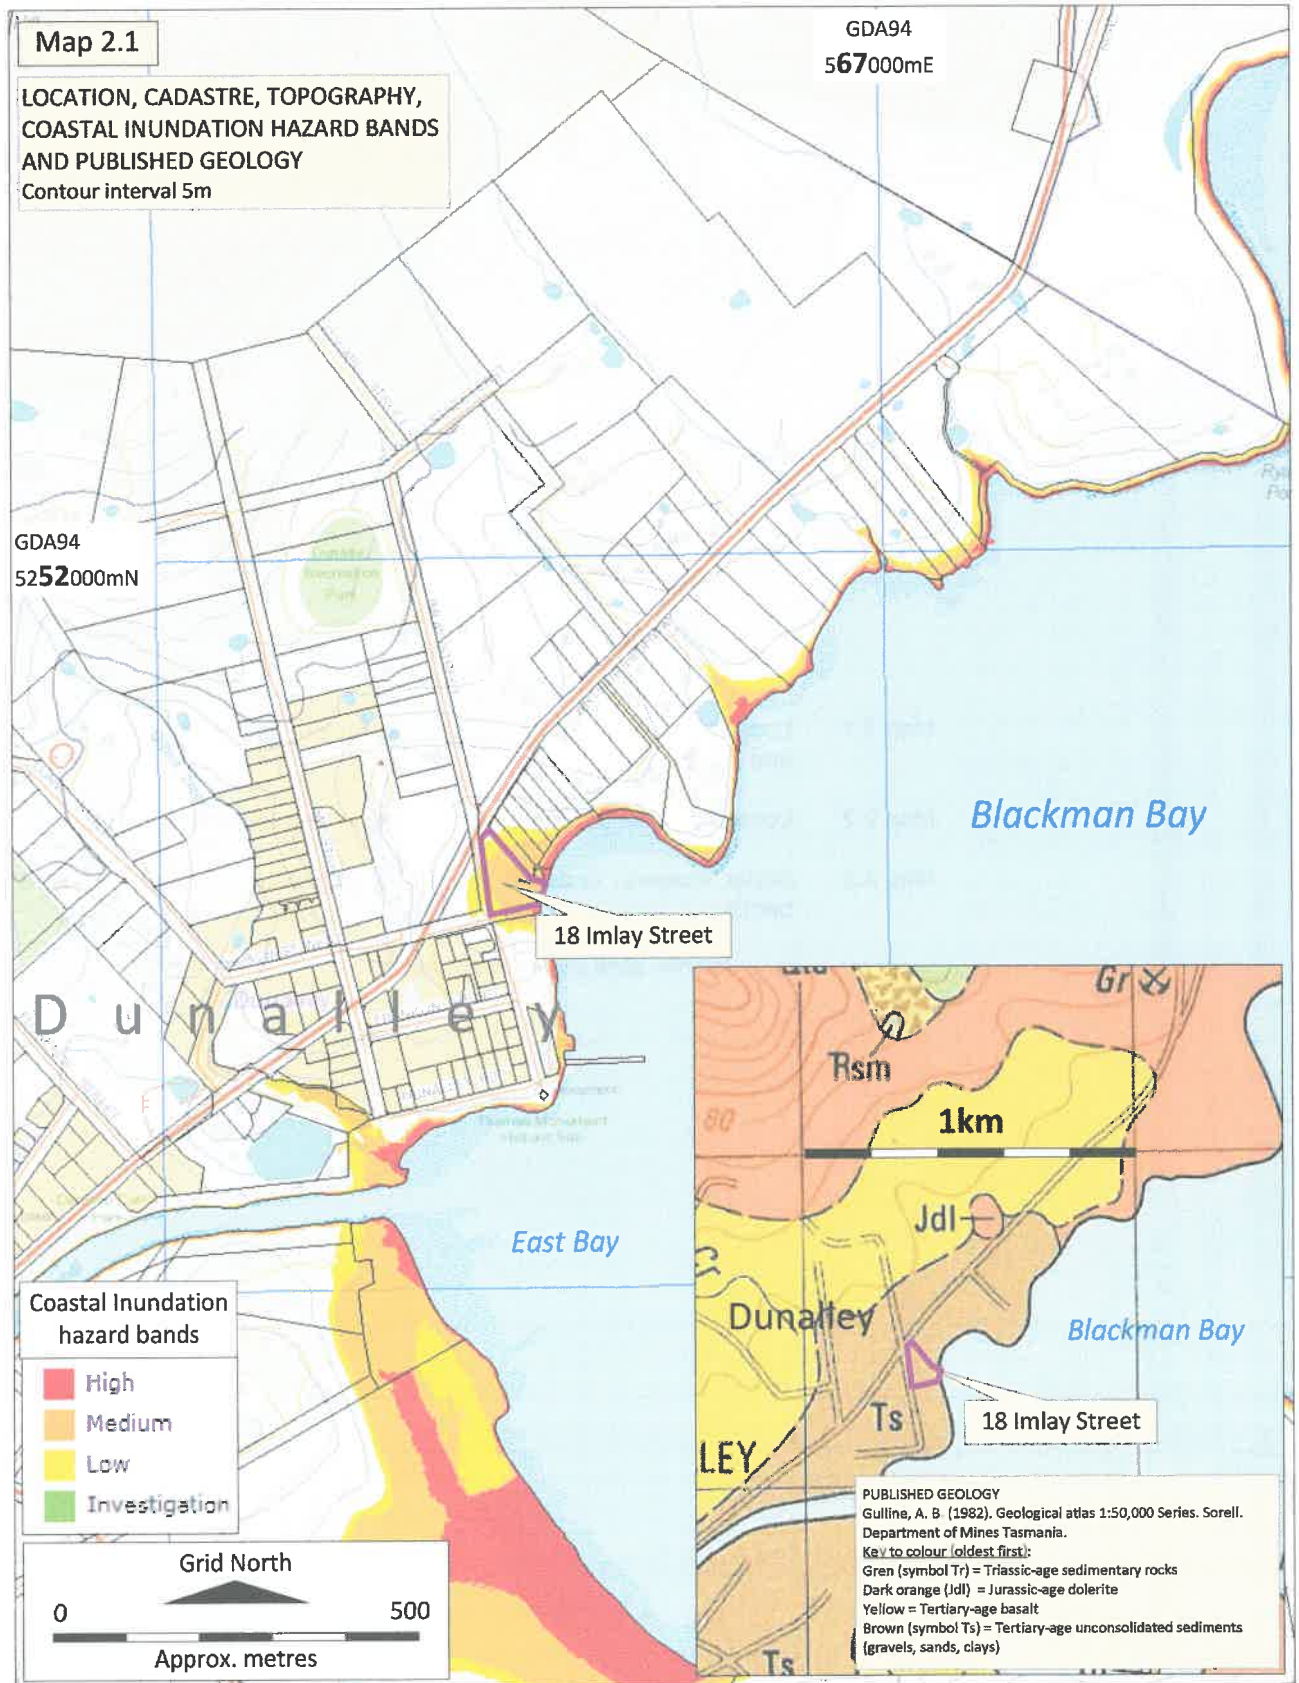 Map 2.1
LOCATION, CADASTRE, TOPOGRAPHY,
COASTAL INUNDATION HAZARD BANDS
AND PUBLISHED GEOLOGY
Contour interval 5m
GDA94
567000mE
GDA94
5252000mN
Recreation
Park
Blackman Bay
18 Imlay Street
Dunalley
East Bay
Coastal Inundation
hazard bands
High
Medium
Low
Investigation
Grid North
0 500
Approx. metres
Gr
Rsm
80
1km
Jdl
Dunalley
Blackman Bay
18 Imlay Street
Ts
LEY
PUBLISHED GEOLOGY
Gulline, A. B. (1982). Geological atlas 1:50,000 Series. Sorell.
Department of Mines Tasmania.
Key to colour (oldest first):
Gren (symbol Tr) = Triassic-age sedimentary rocks
Dark orange (Jdl) = Jurassic-age dolerite
Yellow = Tertiary-age basalt
Brown (symbol Ts) = Tertiary-age unconsolidated sediments
(gravels, sands, clays)
Ts